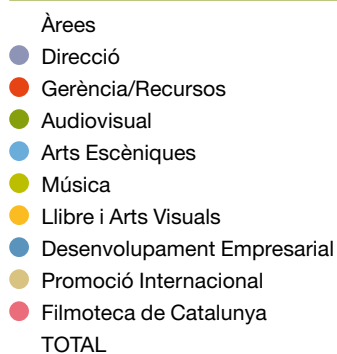 Àrees
Direcció
Gerència/Recursos
Audiovisual
Arts Escèniques
Música
Llibre i Arts Visuals
Desenvolupament Empresarial
Promoció Internacional
Filmoteca de Catalunya
TOTAL